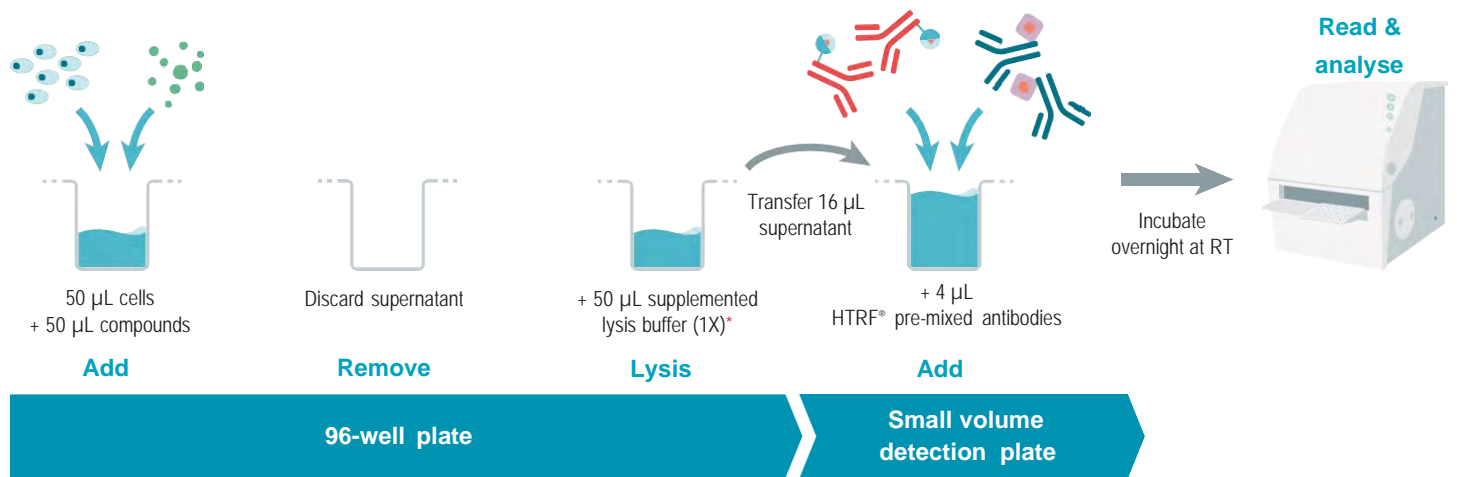 50 µL cells
+ 50 µL compounds
Add
Discard supernatant
Remove
+ 50 µL supplemented
lysis buffer (1X)*
Lysis
Transfer 16 µL
supernatant
+ 4 µL
HTRF® pre-mixed antibodies
Add
Incubate
overnight at RT
Read &
analyse
96-well plate
Small volume
detection plate